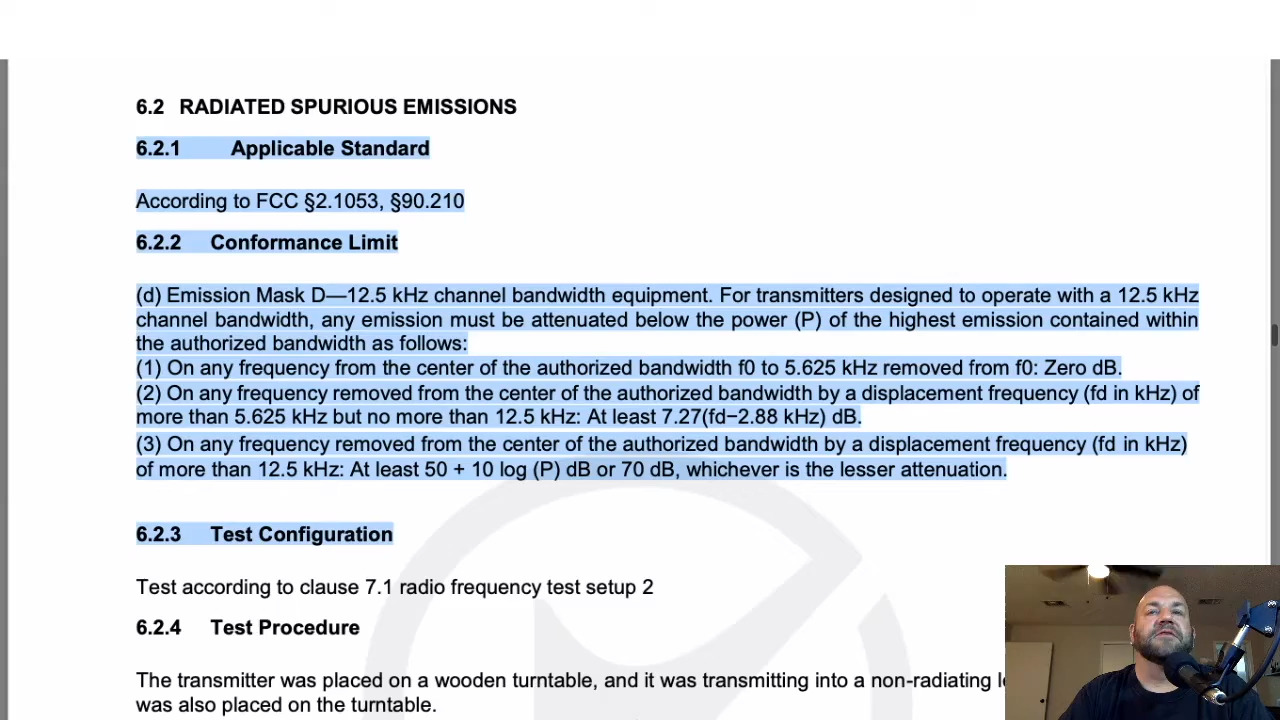 6.2 RADIATED SPURIOUS EMISSIONS
6.2.1 Applicable Standard
According to FCC §2.1053, §90.210
6.2.2 Conformance Limit
(d) Emission Mask D—12.5 kHz channel bandwidth equipment. For transmitters designed to operate with a 12.5 kHz
channel bandwidth, any emission must be attenuated below the power (P) of the highest emission contained within
the authorized bandwidth as follows:
(1) On any frequency from the center of the authorized bandwidth f0 to 5.625 kHz removed from f0: Zero dB.
(2) On any frequency removed from the center of the authorized bandwidth by a displacement frequency (fd in kHz) of
more than 5.625 kHz but no more than 12.5 kHz: At least 7.27(fd−2.88 kHz) dB.
(3) On any frequency removed from the center of the authorized bandwidth by a displacement frequency (fd in kHz)
of more than 12.5 kHz: At least 50 + 10 log (P) dB or 70 dB, whichever is the lesser attenuation.
6.2.3 Test Configuration
Test according to clause 7.1 radio frequency test setup 2
6.2.4 Test Procedure
The transmitter was placed on a wooden turntable, and it was transmitting into a non-radiating
was also placed on the turntable.